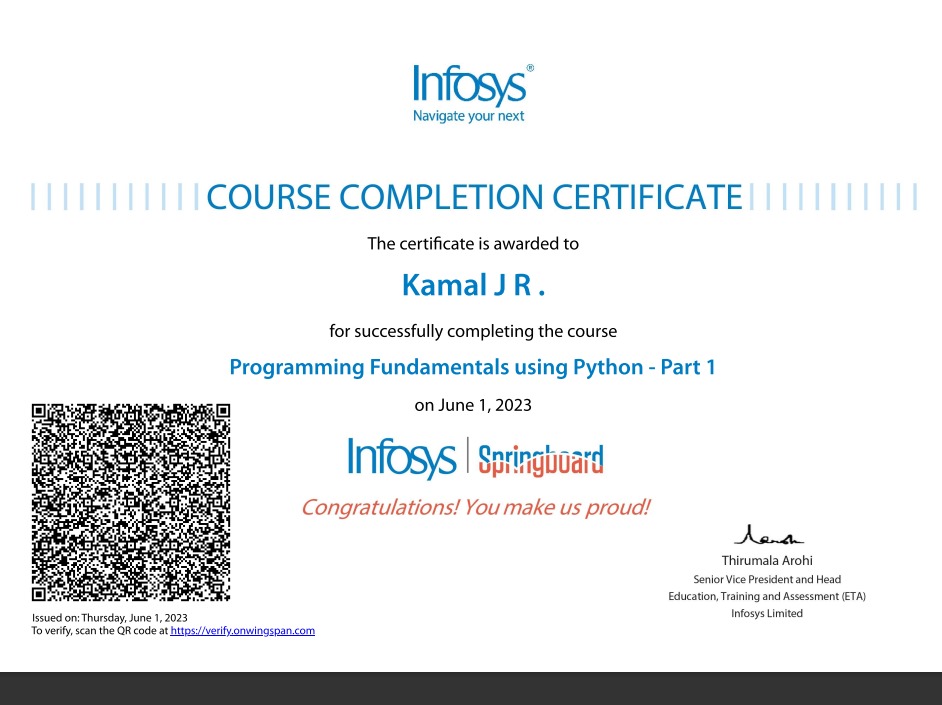 Infosys®
Navigate your next
COURSE COMPLETION CERTIFICATE
The certificate is awarded to
Kamal J R .
for successfully completing the course
Programming Fundamentals using Python - Part 1
on June 1, 2023
Infosys | Springboard
Congratulations! You make us proud!
Thirumala Arohi
Senior Vice President and Head
Education, Training and Assessment (ETA)
Infosys Limited
Issued on: Thursday, June 1, 2023
To verify, scan the QR code at https://verify.onwingspan.com